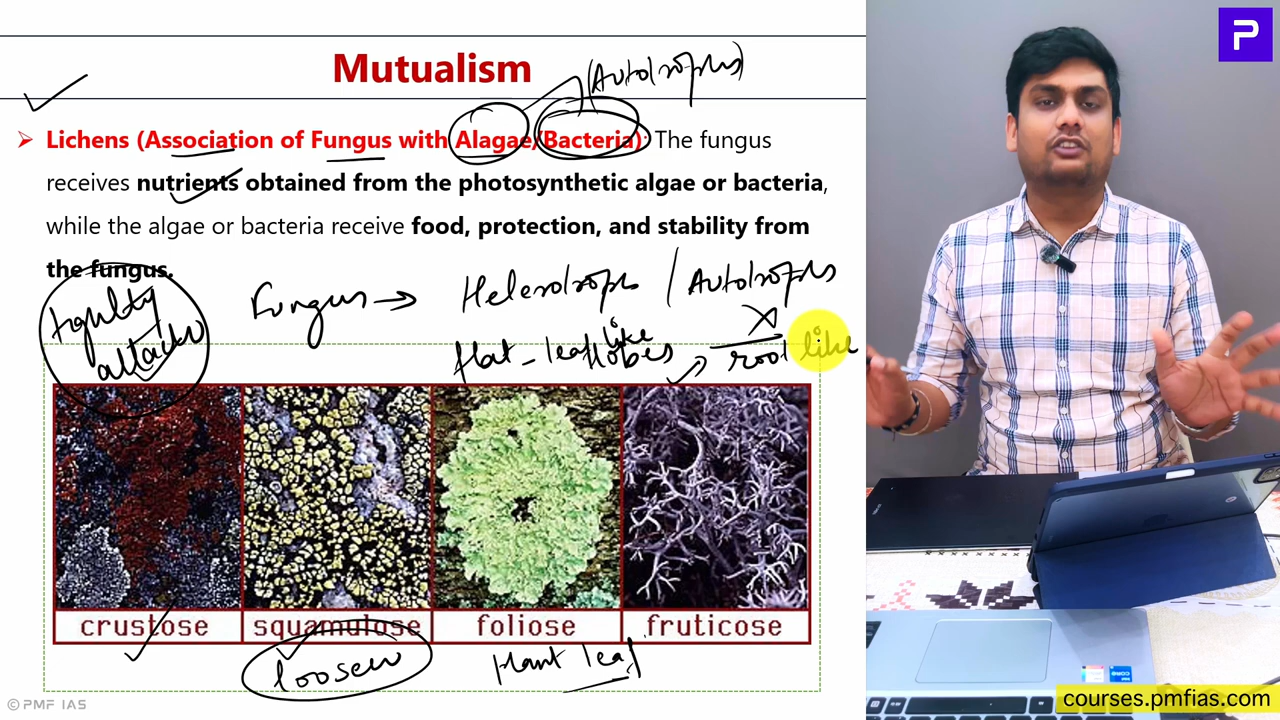 Mutualism
(Autotrophs)
➢ Lichens (Association of Fungus with Alagae/Bacteria): The fungus
receives nutrients obtained from the photosynthetic algae or bacteria,
while the algae or bacteria receive food, protection, and stability from
the fungus.
Fungus → Heterotrophs / Autotrophs
flat-leaf like lobes
root like
crustose
squamulose
foliose
fruticose
loosen
Plant leaf
© PMF IAS
P
courses.pmfias.com